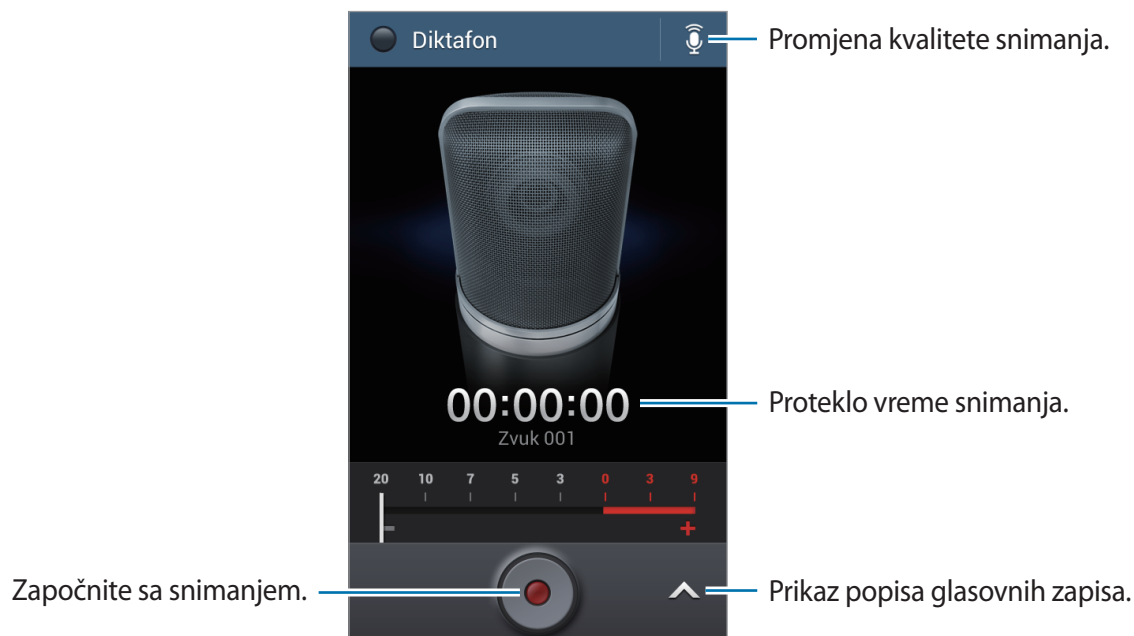 Diktafon
Promjena kvalitete snimanja.
00:00:00
Proteklo vreme snimanja.
Zvuk 001
20 10 7 5 3 0 3 9
- +
Započnite sa snimanjem.
Prikaz popisa glasovnih zapisa.